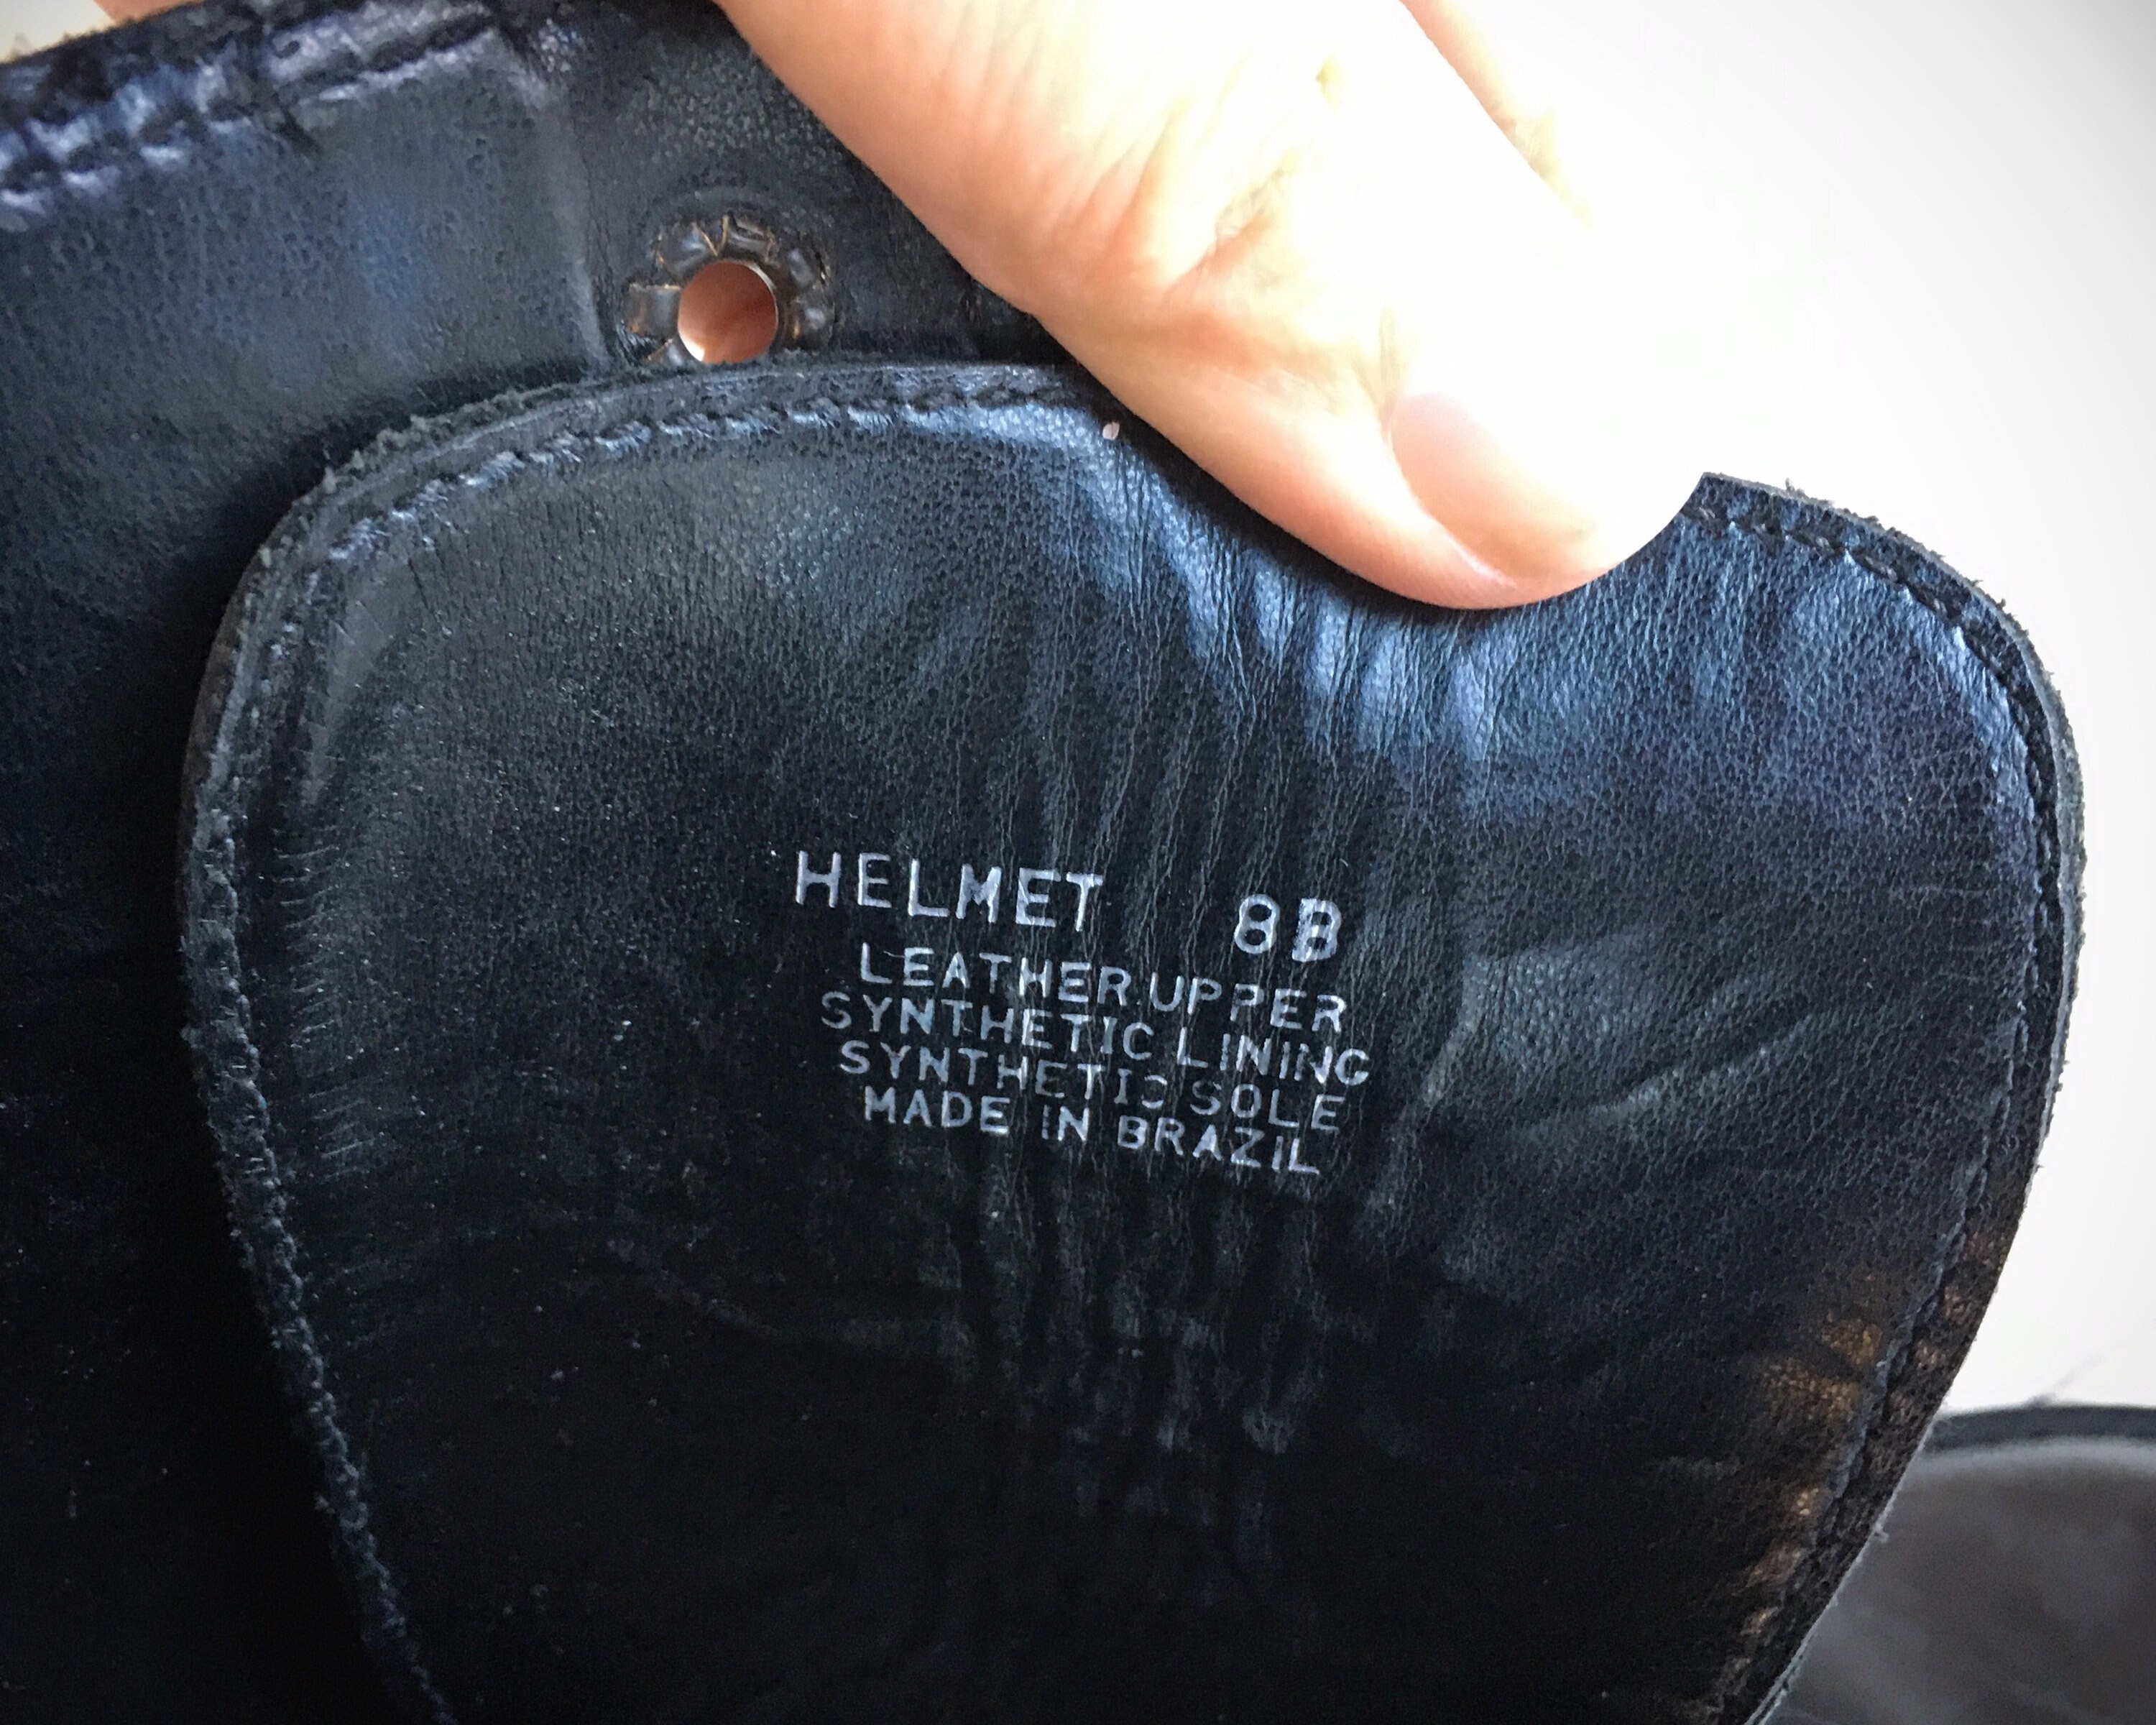 HELMET 8B
LEATHER UPPER
SYNTHETIC LINING
SYNTHETIC SOLE
MADE IN BRAZIL